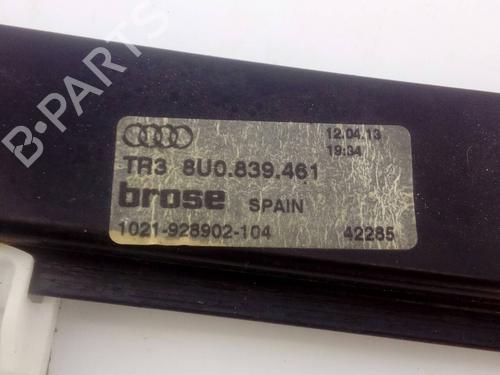 B-PARTS
12.04.13
TR3 8U0.839.461
19:34
brose SPAIN
1021-928902-104 42285